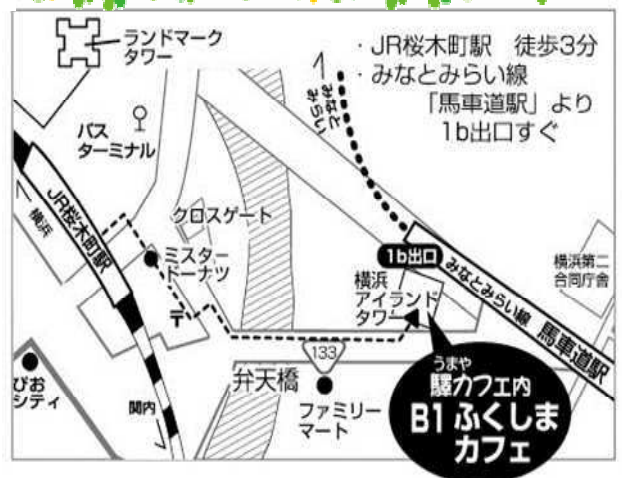 ランドマーク
タワー
・JR桜木町駅 徒歩3分
・みなとみらい線
「馬車道駅」より
1b出口すぐ
みなとみらい
バス
ターミナル
JR桜木町駅
横浜
クロスゲート
ミスター
ドーナツ
〒
1b出口
みなとみらい線 馬車道駅
横浜第二
合同庁舎
横浜
アイランド
タワー
133
弁天橋
ファミリー
マート
ぴお
シティ
関内
うまや
驛カフェ内
B1 ふくしま
カフェ